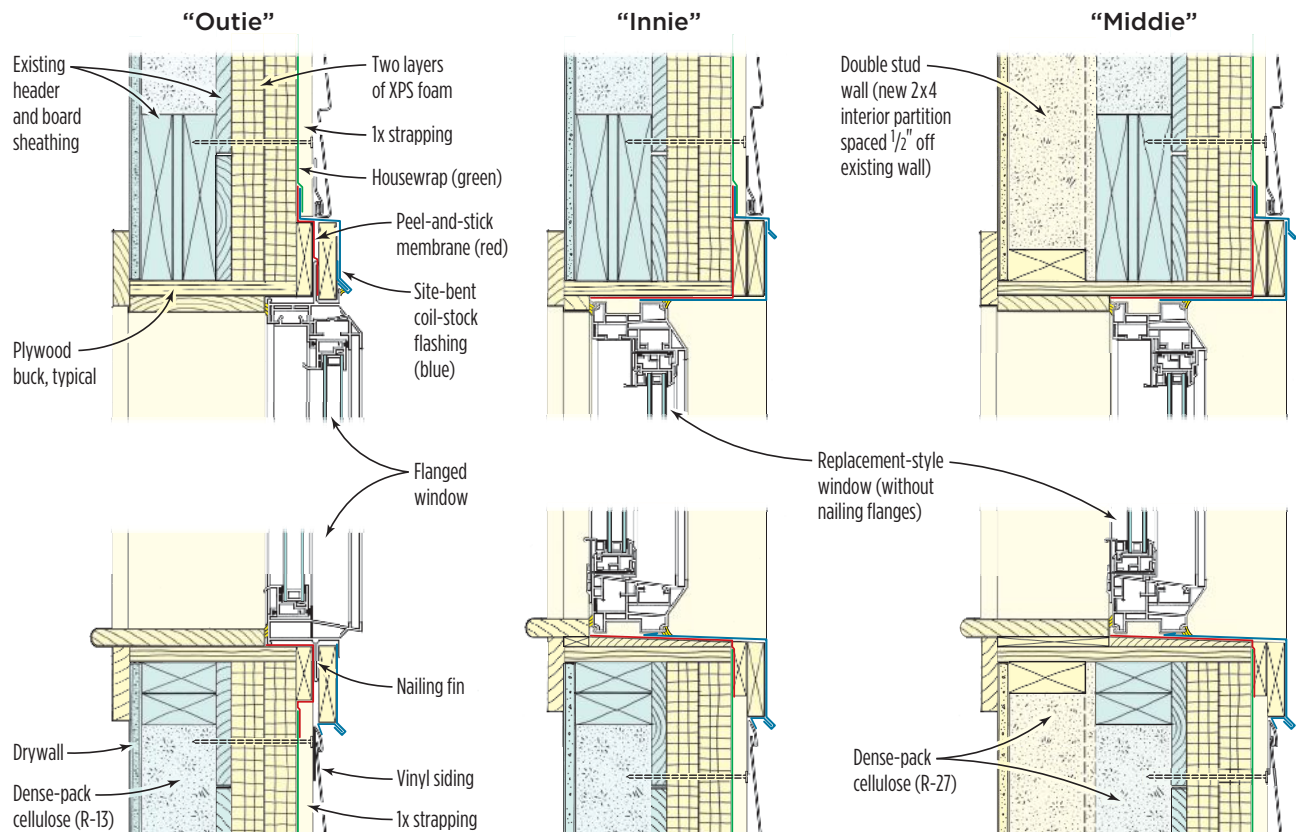 “Outie”
“Innie”
“Middie”
Existing
header
and board
sheathing
Two layers
of XPS foam
1x strapping
Housewrap (green)
Peel-and-stick
membrane (red)
Site-bent
coil-stock
flashing
(blue)
Plywood
buck, typical
Double stud
wall (new 2x4
interior partition
spaced 1/2" off
existing wall)
Flanged
window
Replacement-style
window (without
nailing flanges)
Nailing fin
Drywall
Dense-pack
cellulose (R-13)
Vinyl siding
1x strapping
Dense-pack
cellulose (R-27)